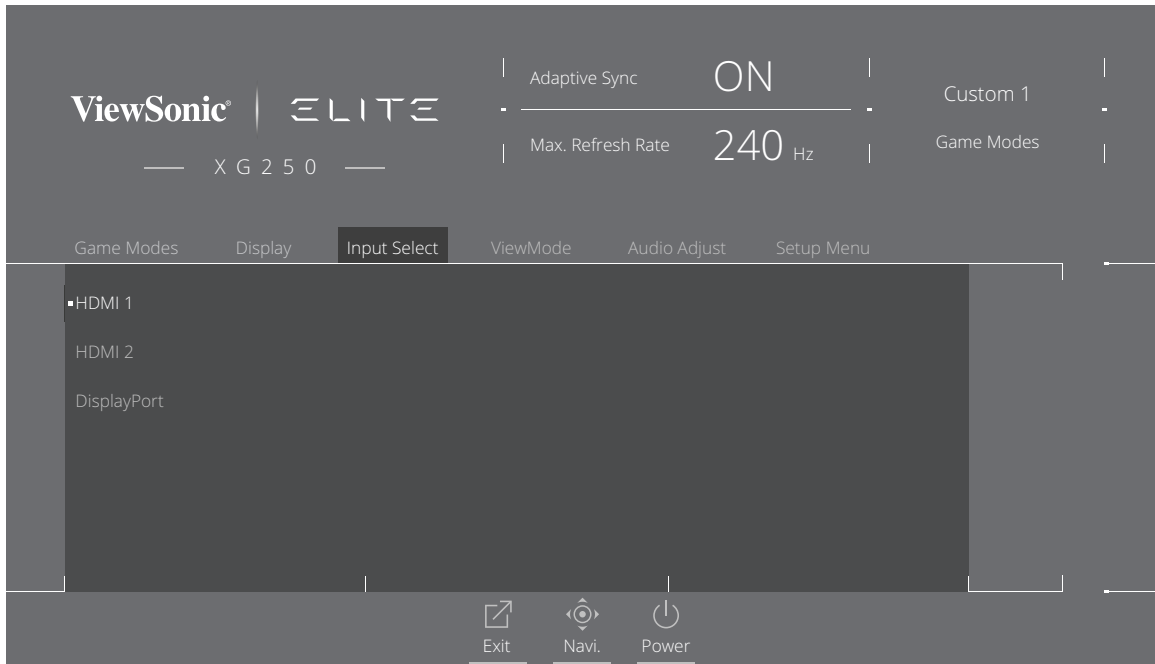 ViewSonic® | ELITE
XG250
Adaptive Sync ON
Max. Refresh Rate 240 Hz
Custom 1
Game Modes
Game Modes Display Input Select ViewMode Audio Adjust Setup Menu
HDMI 1
HDMI 2
DisplayPort
Exit Navi. Power